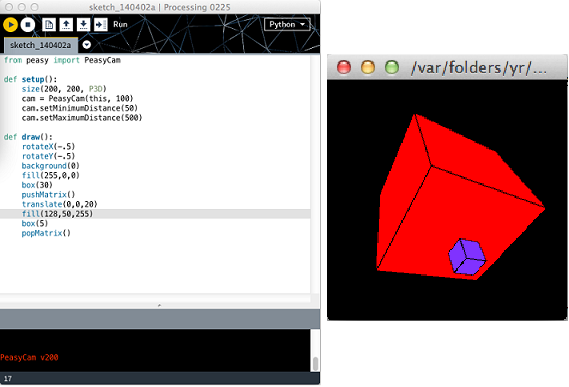 sketch_140402a | Processing 0225
Run
Python
sketch_140402a
from peasy import PeasyCam
def setup():
size(200, 200, P3D)
cam = PeasyCam(this, 100)
cam.setMinimumDistance(50)
cam.setMaximumDistance(500)
def draw():
rotateX(-.5)
rotateY(-.5)
background(0)
fill(255,0,0)
box(30)
pushMatrix()
translate(0,0,20)
fill(128,50,255)
box(5)
popMatrix()
PeasyCam v200
17
/var/folders/yr/...